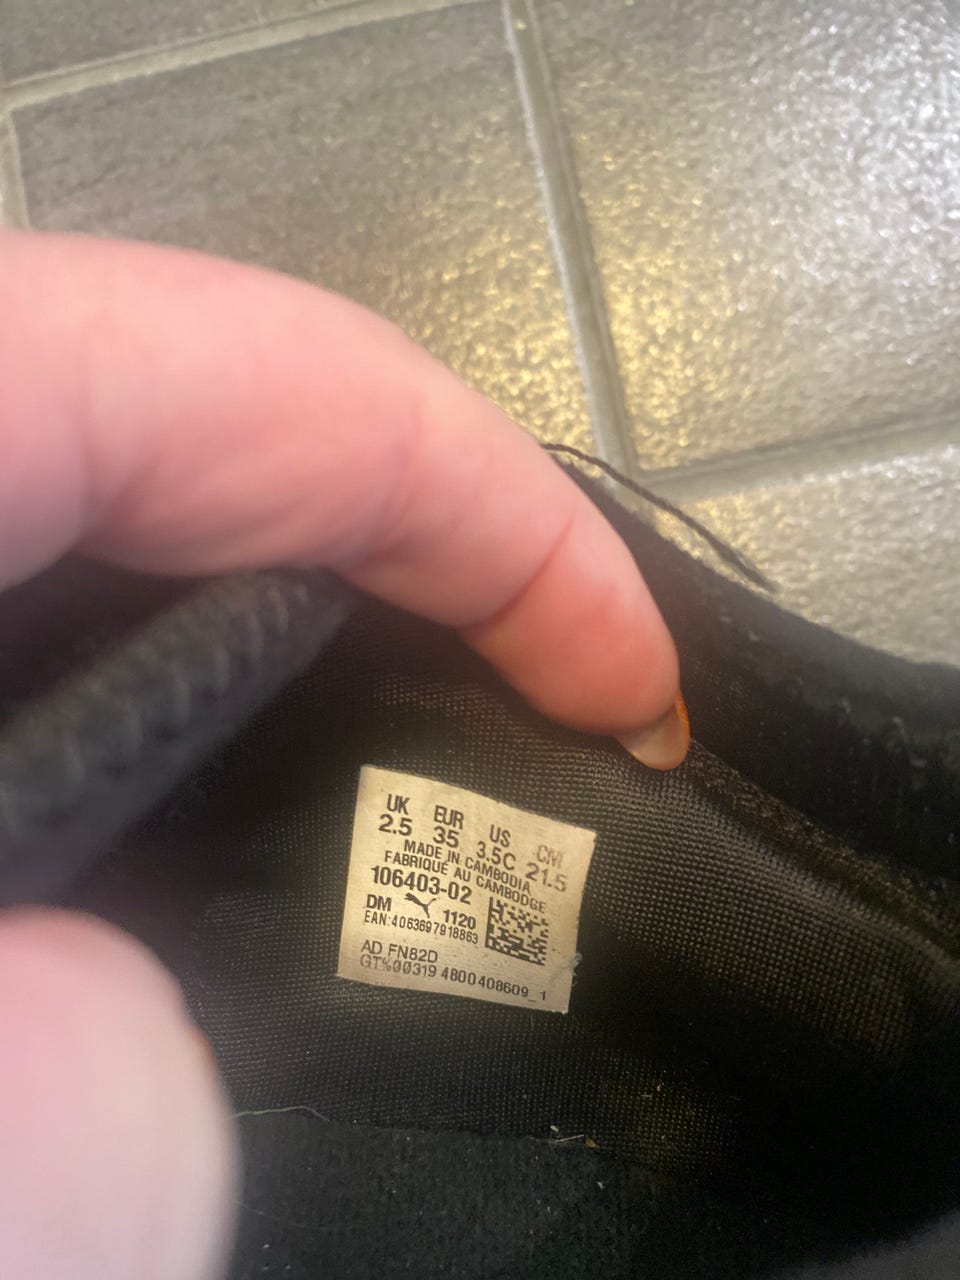 UK EUR US CM
2.5 35 3.5C 21.5
MADE IN CAMBODIA
FABRIQUÉ AU CAMBODGE
106403-02
DM 1120
EAN:4063697918863
AD FN82D
GT%00319 4800408609_1